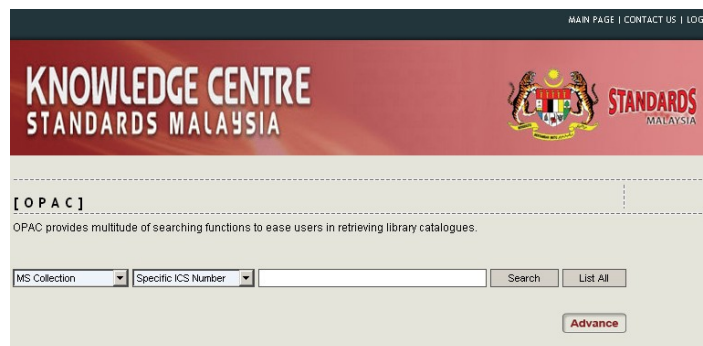 MAIN PAGE | CONTACT US | LOG
KNOWLEDGE CENTRE
STANDARDS MALAYSIA
STANDARDS
MALAYSIA
[OPAC]
OPAC provides multitude of searching functions to ease users in retrieving library catalogues.
MS Collection Specific ICS Number Search List All
Advance